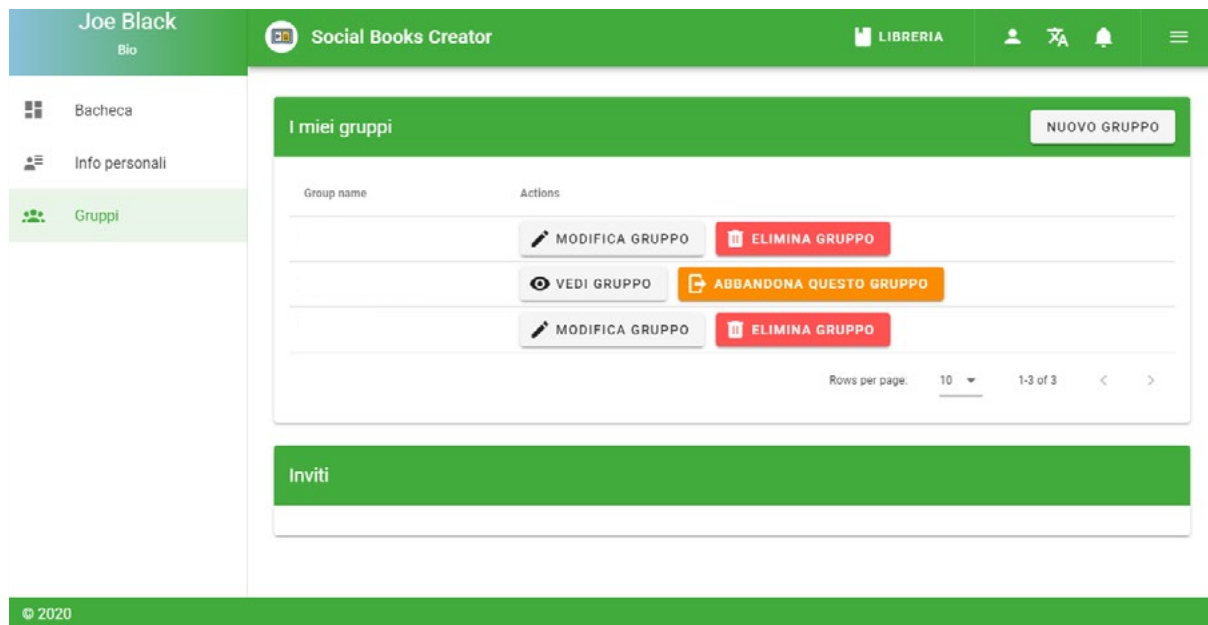 Joe Black
Bio
Social Books Creator
LIBRERIA
Bacheca
Info personali
Gruppi
I miei gruppi
NUOVO GRUPPO
Group name Actions
MODIFICA GRUPPO ELIMINA GRUPPO
VEDI GRUPPO ABBANDONA QUESTO GRUPPO
MODIFICA GRUPPO ELIMINA GRUPPO
Rows per page: 10 1-3 of 3
Inviti
© 2020